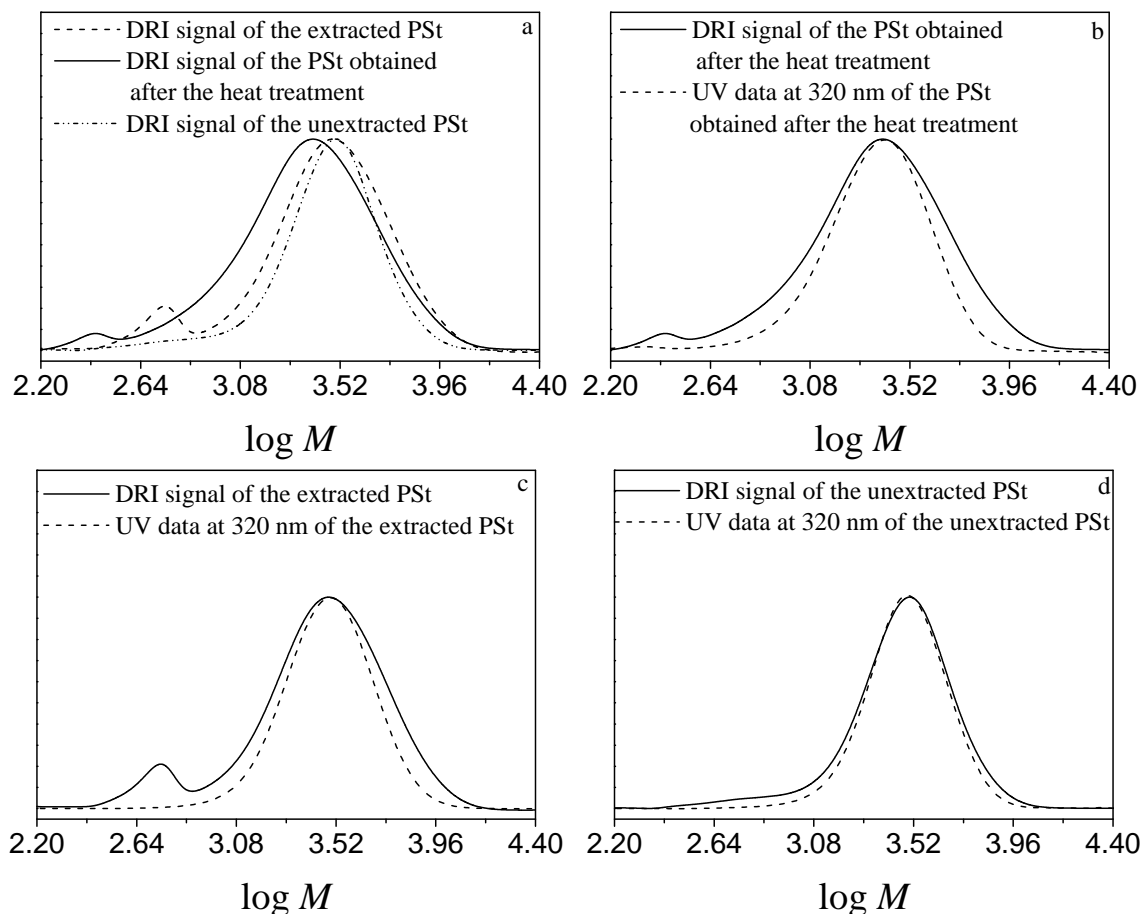 DRI signal of the extracted PSt
a
DRI signal of the PSt obtained
after the heat treatment
DRI signal of the unextracted PSt
2.20 2.64 3.08 3.52 3.96 4.40
log M
DRI signal of the PSt obtained
b
after the heat treatment
UV data at 320 nm of the PSt
obtained after the heat treatment
2.20 2.64 3.08 3.52 3.96 4.40
log M
DRI signal of the extracted PSt
c
UV data at 320 nm of the extracted PSt
2.20 2.64 3.08 3.52 3.96 4.40
log M
DRI signal of the unextracted PSt
d
UV data at 320 nm of the unextracted PSt
2.20 2.64 3.08 3.52 3.96 4.40
log M